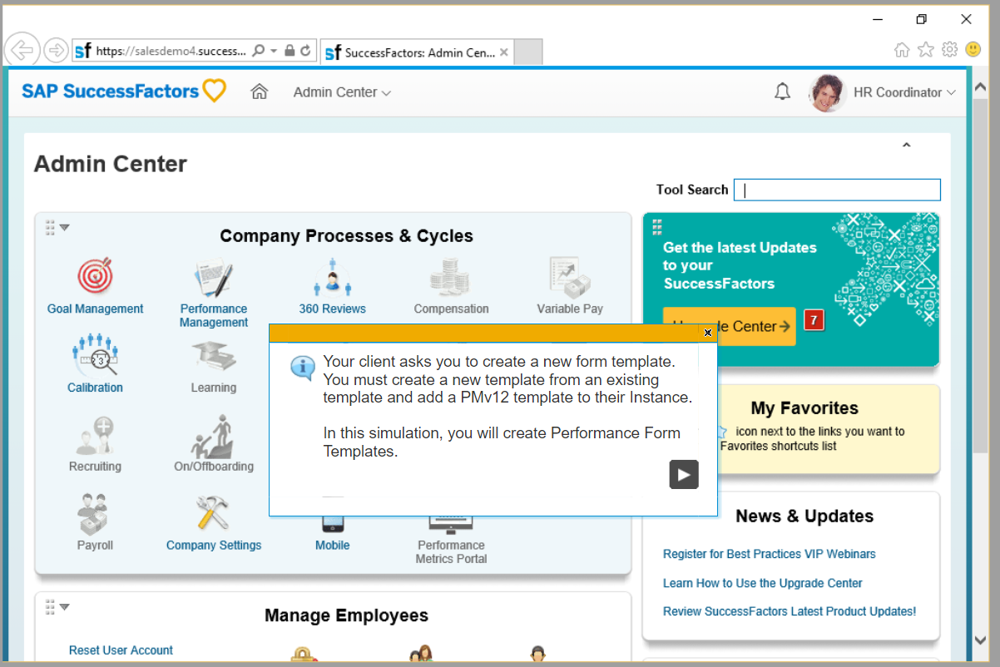 sf https://salesdemo4.success...
sf SuccessFactors: Admin Cen...
SAP SuccessFactors
Admin Center
HR Coordinator
Admin Center
Tool Search
Company Processes & Cycles
Goal Management
Performance
Management
360 Reviews
Compensation
Variable Pay
Calibration
3
Learning
Recruiting
On/Offboarding
Payroll
Company Settings
Mobile
Performance
Metrics Portal
Your client asks you to create a new form template.
You must create a new template from an existing
template and add a PMv12 template to their Instance.
In this simulation, you will create Performance Form
Templates.
Get the latest Updates
to your
SuccessFactors
Center
7
My Favorites
icon next to the links you want to
Favorites shortcuts list
News & Updates
Register for Best Practices VIP Webinars
Learn How to Use the Upgrade Center
Review SuccessFactors Latest Product Updates!
Manage Employees
Reset User Account